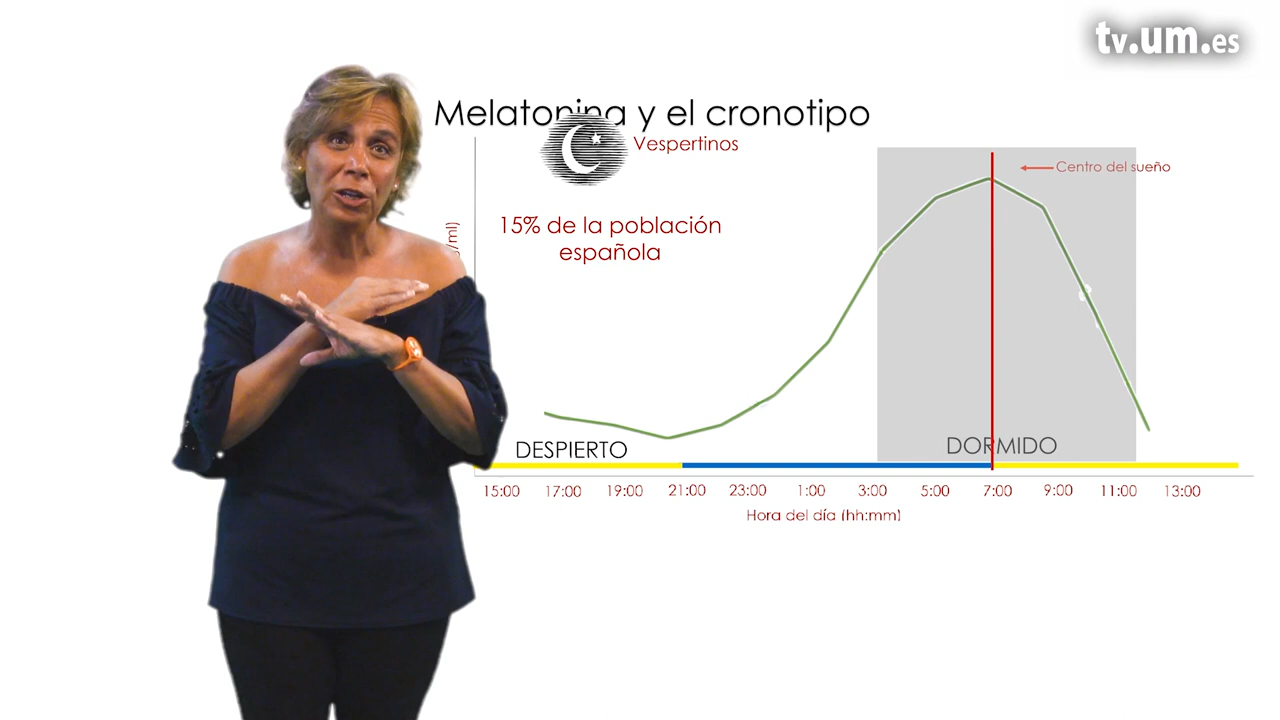 tv.um.es
Melatonina y el cronotipo
Vespertinos
Centro del sueño
15% de la población
española
/ml)
DESPIERTO
DORMIDO
15:00 17:00 19:00 21:00 23:00 1:00 3:00 5:00 7:00 9:00 11:00 13:00
Hora del día (hh:mm)